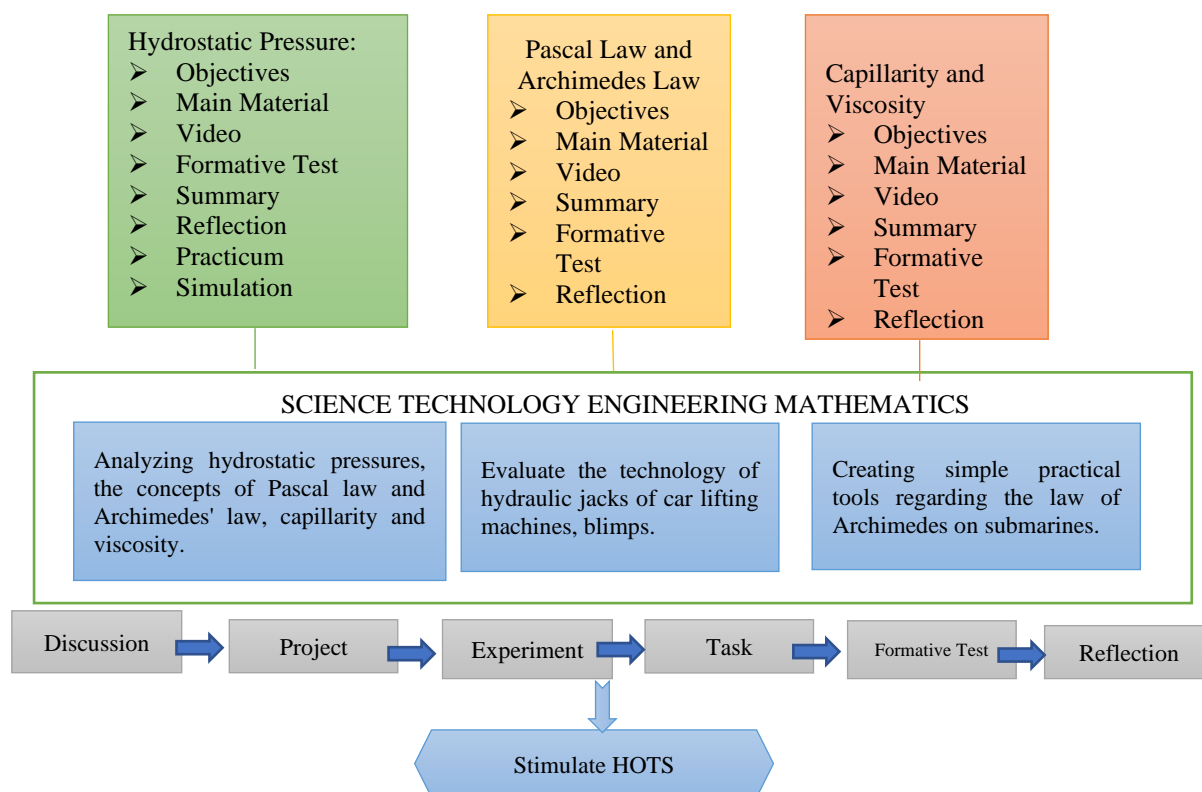 Hydrostatic Pressure:
➢ Objectives
➢ Main Material
➢ Video
➢ Formative Test
➢ Summary
➢ Reflection
➢ Practicum
➢ Simulation
Pascal Law and
Archimedes Law
➢ Objectives
➢ Main Material
➢ Video
➢ Summary
➢ Formative
Test
➢ Reflection
Capillarity and
Viscosity
➢ Objectives
➢ Main Material
➢ Video
➢ Summary
➢ Formative
Test
➢ Reflection
SCIENCE TECHNOLOGY ENGINEERING MATHEMATICS
Analyzing hydrostatic pressures,
the concepts of Pascal law and
Archimedes' law, capillarity and
viscosity.
Evaluate the technology of
hydraulic jacks of car lifting
machines, blimps.
Creating simple practical
tools regarding the law of
Archimedes on submarines.
Discussion
Project
Experiment
Task
Formative Test
Reflection
Stimulate HOTS